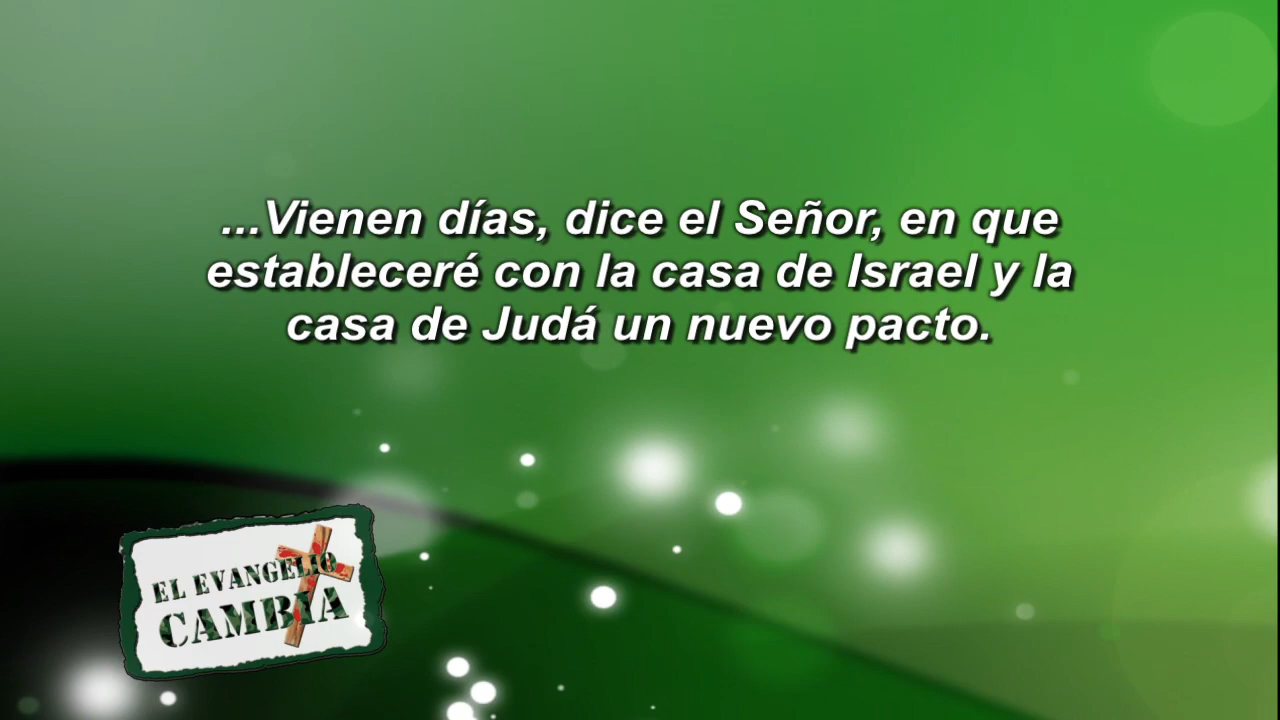 ...Vienen días, dice el Señor, en que
estableceré con la casa de Israel y la
casa de Judá un nuevo pacto.
EL EVANGELIO
CAMBIA